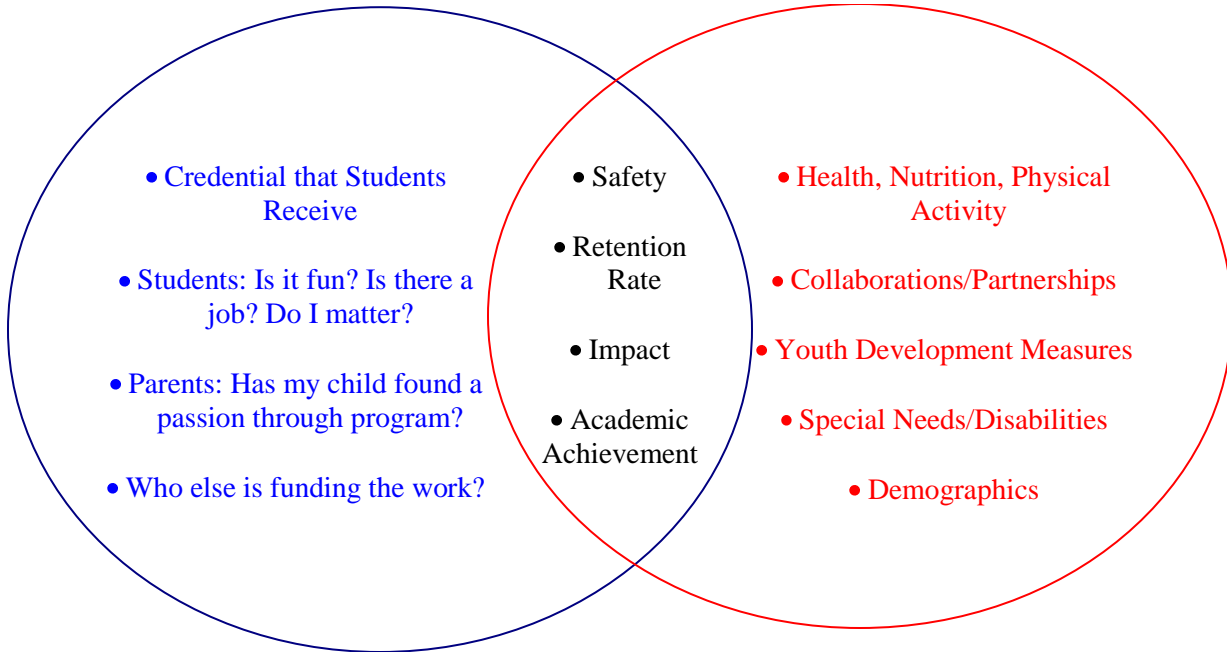 • Credential that Students
Receive
• Students: Is it fun? Is there a
job? Do I matter?
• Parents: Has my child found a
passion through program?
• Who else is funding the work?
• Safety
• Retention
Rate
• Impact
• Academic
Achievement
• Health, Nutrition, Physical
Activity
• Collaborations/Partnerships
• Youth Development Measures
• Special Needs/Disabilities
• Demographics